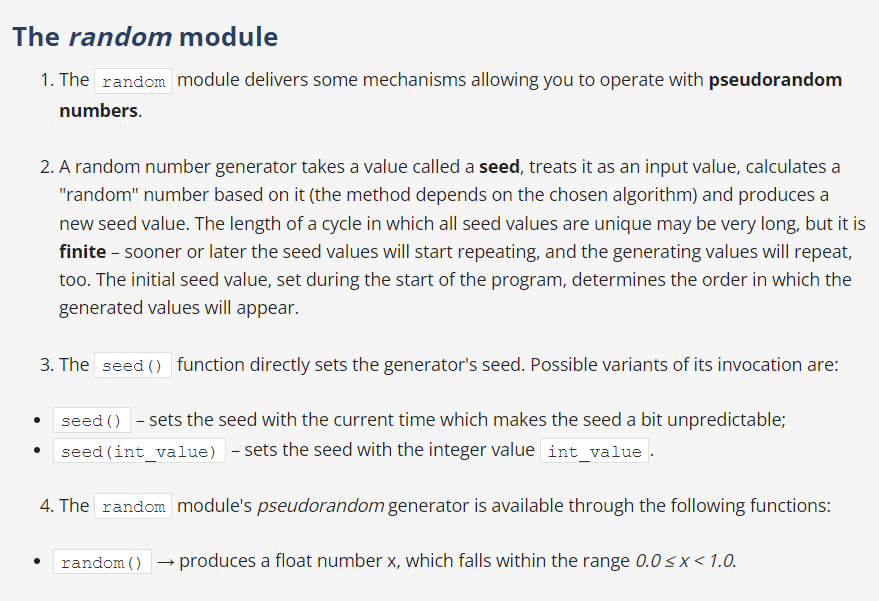 The random module
1. The random module delivers some mechanisms allowing you to operate with pseudorandom
numbers.
2. A random number generator takes a value called a seed, treats it as an input value, calculates a
"random" number based on it (the method depends on the chosen algorithm) and produces a
new seed value. The length of a cycle in which all seed values are unique may be very long, but it is
finite – sooner or later the seed values will start repeating, and the generating values will repeat,
too. The initial seed value, set during the start of the program, determines the order in which the
generated values will appear.
3. The seed() function directly sets the generator's seed. Possible variants of its invocation are:
• seed() – sets the seed with the current time which makes the seed a bit unpredictable;
• seed(int_value) – sets the seed with the integer value int_value.
4. The random module's pseudorandom generator is available through the following functions:
• random() → produces a float number x, which falls within the range 0.0 ≤ x < 1.0.